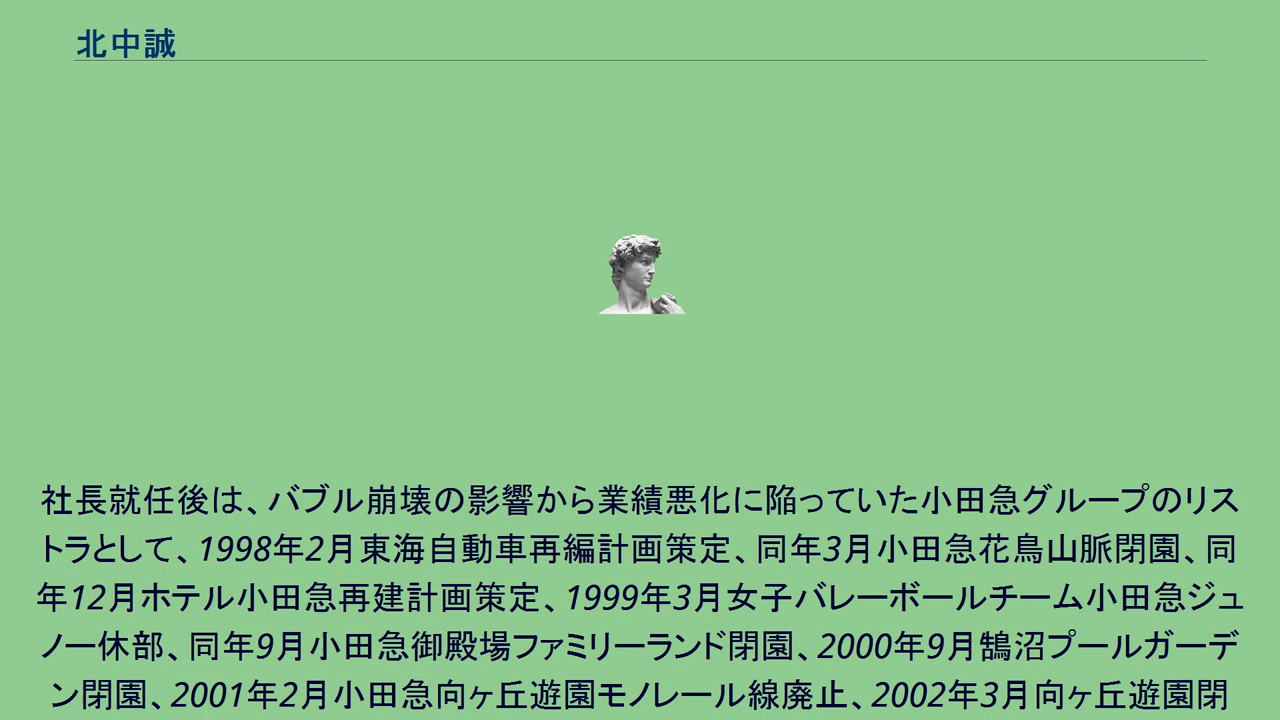 北中誠
社長就任後は、バブル崩壊の影響から業績悪化に陥っていた小田急グループのリス
トラとして、1998年2月東海自動車再編計画策定、同年3月小田急花鳥山脈閉園、同
年12月ホテル小田急再建計画策定、1999年3月女子バレーボールチーム小田急ジュ
ノー休部、同年9月小田急御殿場ファミリーランド閉園、2000年9月鵠沼プールガーデ
ン閉園、2001年2月小田急向ヶ丘遊園モノレール線廃止、2002年3月向ヶ丘遊園閉